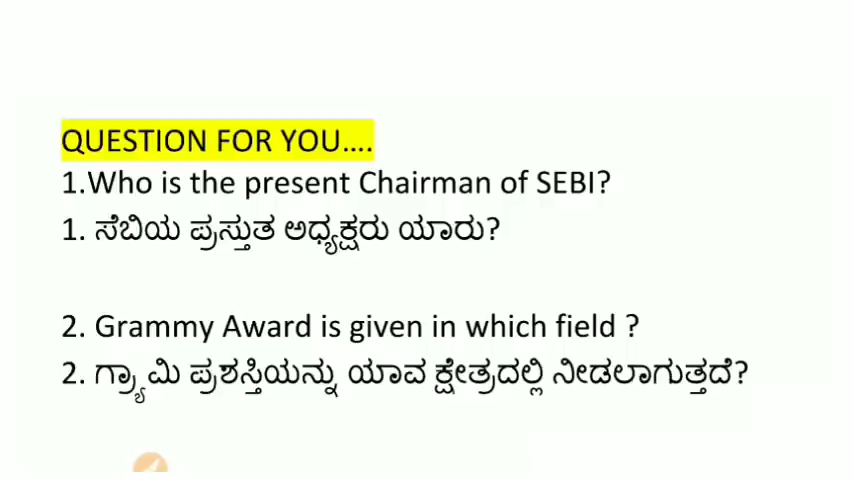 QUESTION FOR YOU....
1.Who is the present Chairman of SEBI?
1. ಸೆಬಿಯ ಪ್ರಸ್ತುತ ಅಧ್ಯಕ್ಷರು ಯಾರು?
2. Grammy Award is given in which field ?
2. ಗ್ರ್ಯಾಮಿ ಪ್ರಶಸ್ತಿಯನ್ನು ಯಾವ ಕ್ಷೇತ್ರದಲ್ಲಿ ನೀಡಲಾಗುತ್ತದೆ?